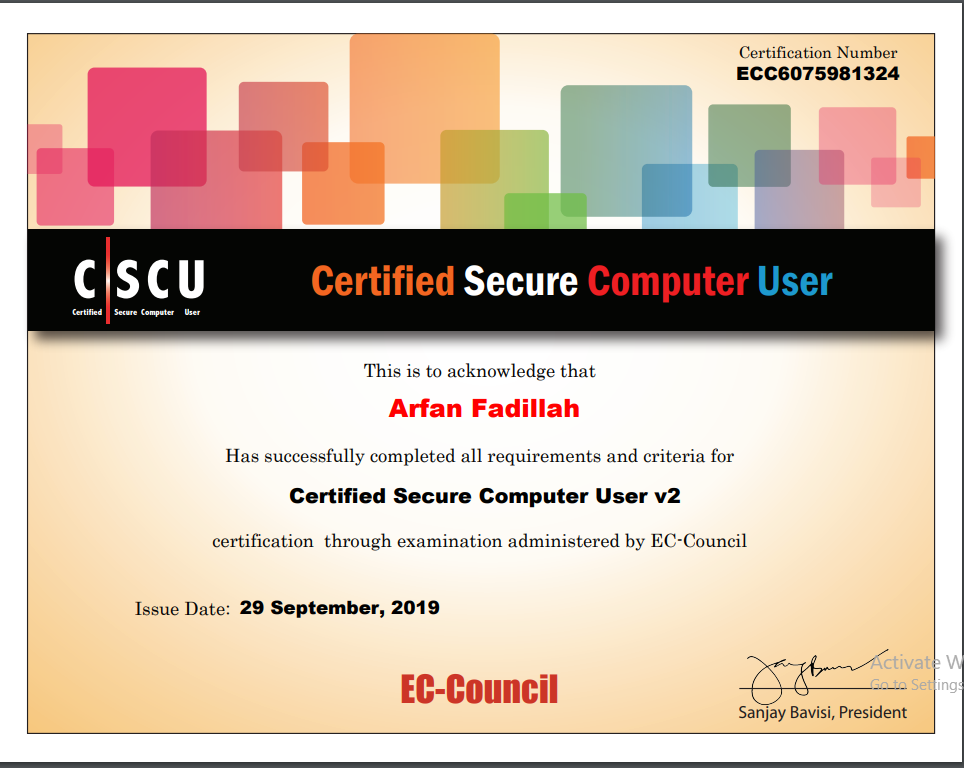 Certification Number
ECC6075981324
CSCU
Certified Secure Computer User
Certified Secure Computer User
This is to acknowledge that
Arfan Fadillah
Has successfully completed all requirements and criteria for
Certified Secure Computer User v2
certification through examination administered by EC-Council
Issue Date: 29 September, 2019
Activate W
Go to Settings
EC-Council
Sanjay Bavisi, President